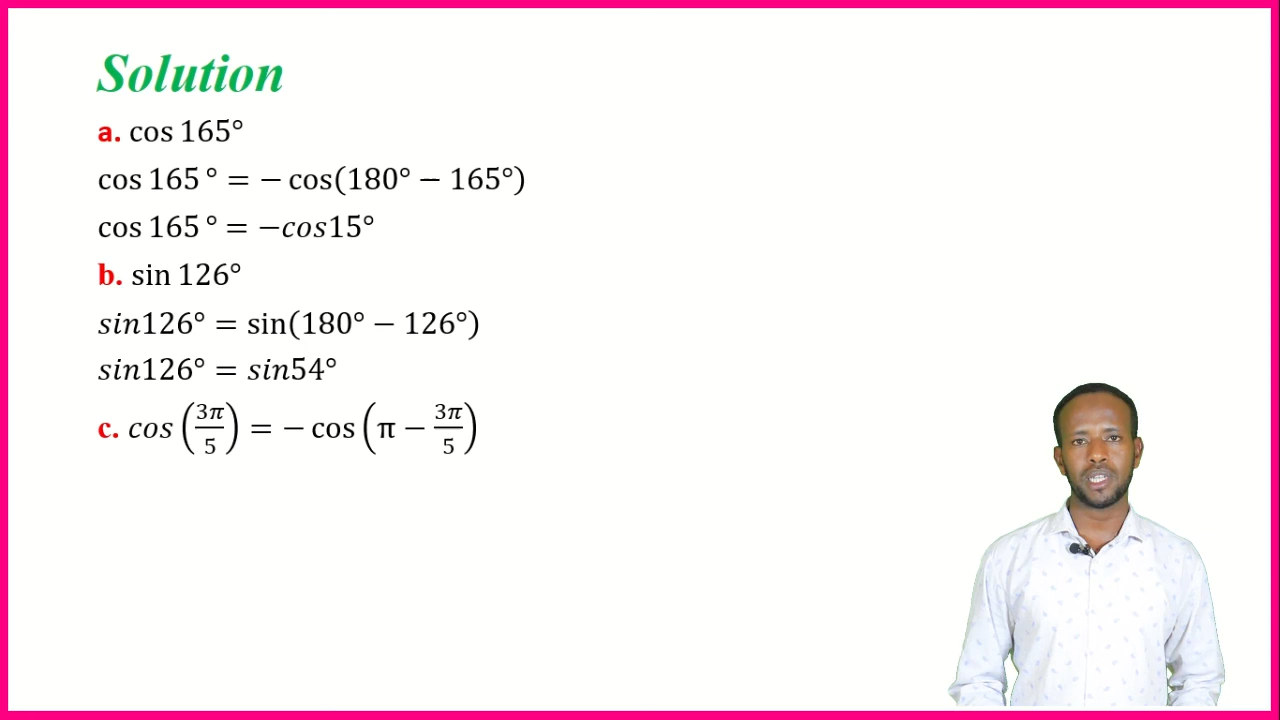 Solution
a. cos 165°
cos 165° = − cos(180° − 165°)
cos 165° = −cos15°
b. sin 126°
sin126° = sin(180° − 126°)
sin126° = sin54°
c. cos (3π/5) = − cos (π − 3π/5)